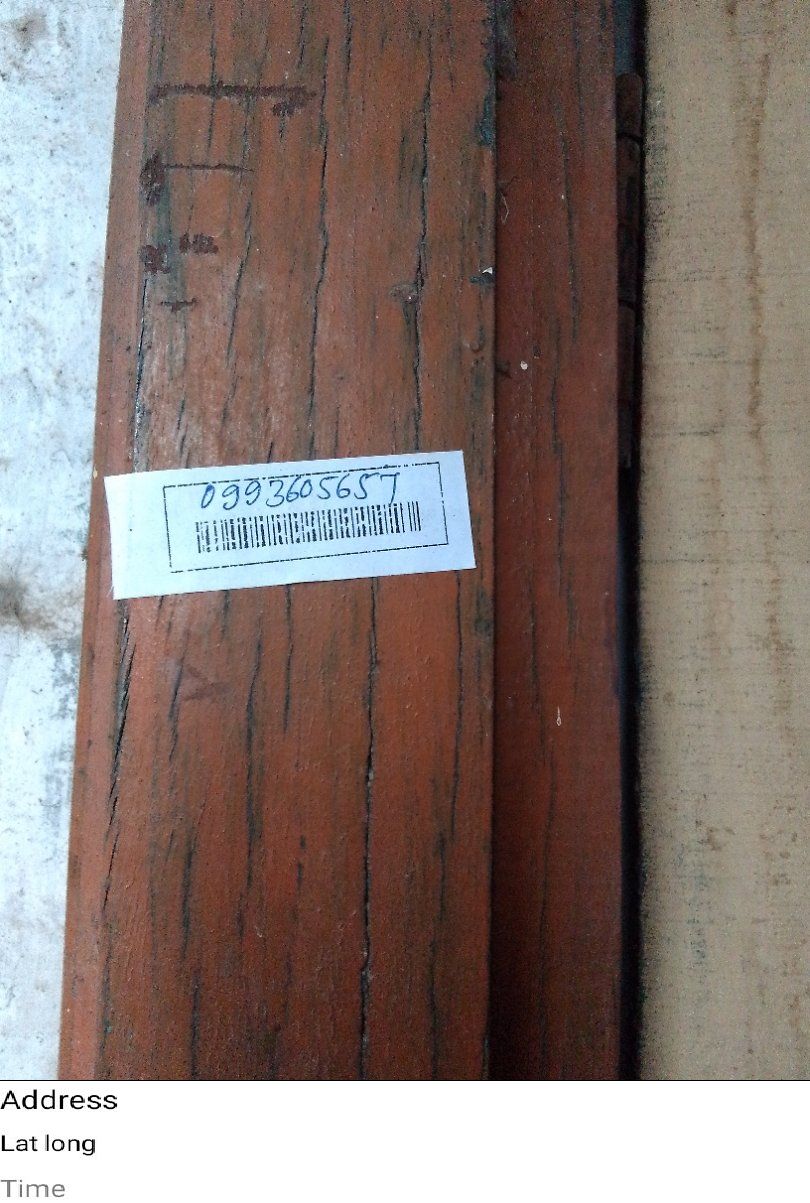 0993605657
Address
Lat long
Time